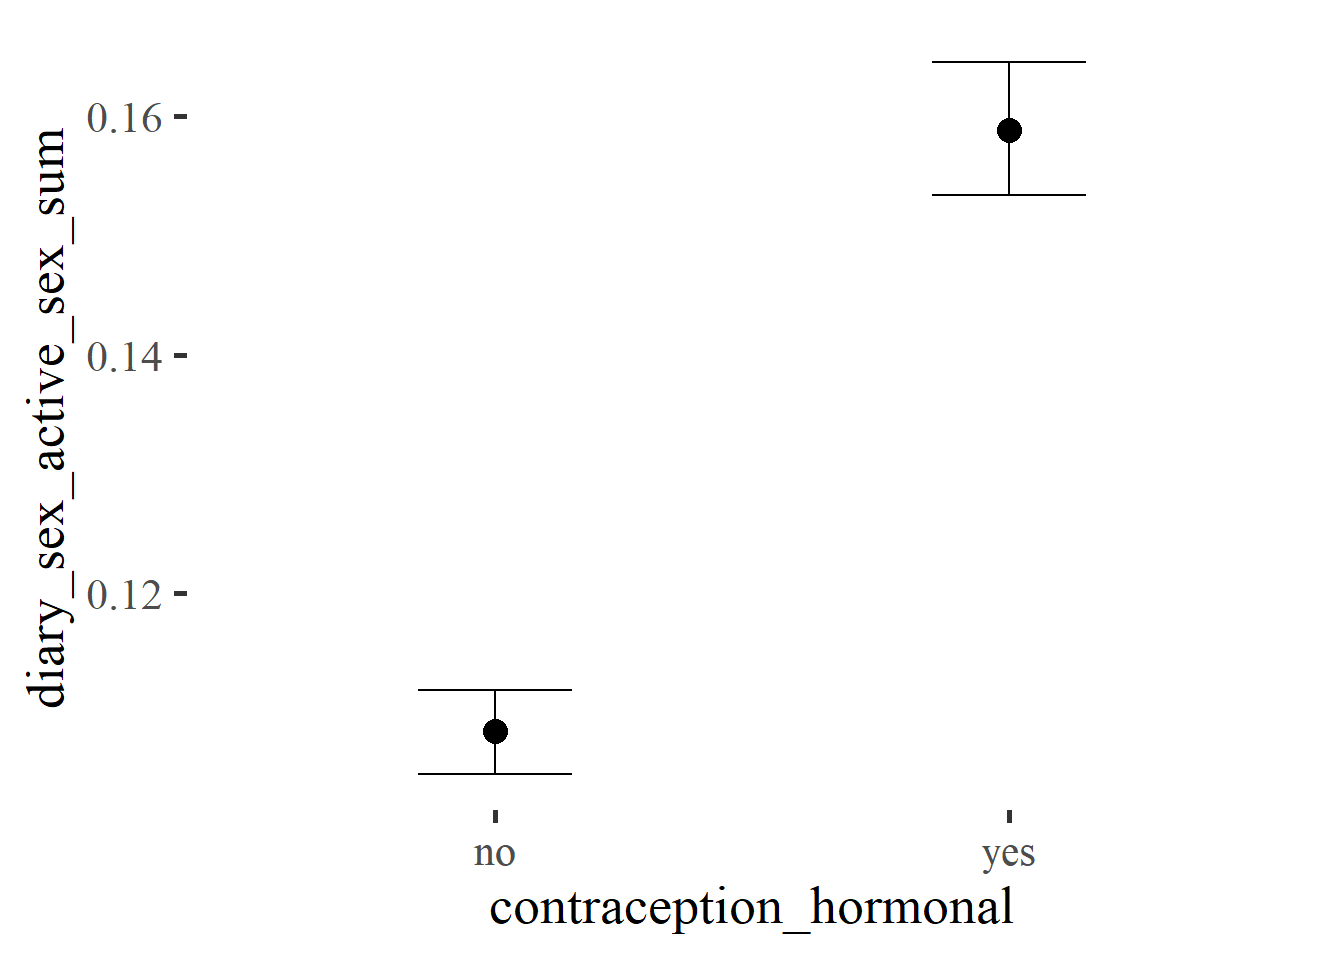 diary_sex_active_sex_sum
0.16
0.14
0.12
no yes
contraception_hormonal